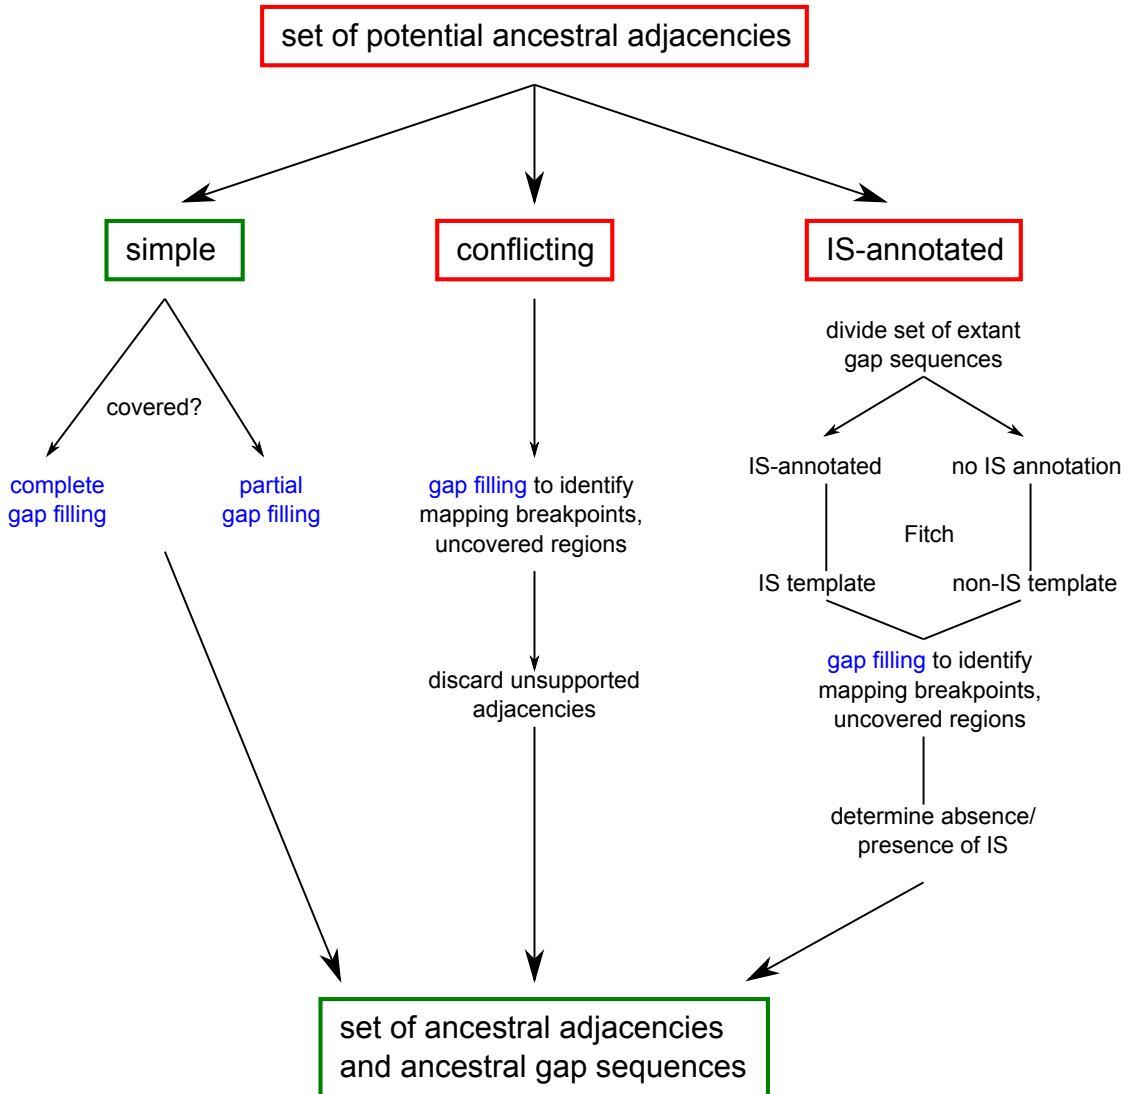 set of potential ancestral adjacencies
simple
conflicting
IS-annotated
covered?
complete
gap filling
partial
gap filling
gap filling to identify
mapping breakpoints,
uncovered regions
discard unsupported
adjacencies
divide set of extant
gap sequences
IS-annotated
no IS annotation
Fitch
IS template
non-IS template
gap filling to identify
mapping breakpoints,
uncovered regions
determine absence/
presence of IS
set of ancestral adjacencies
and ancestral gap sequences